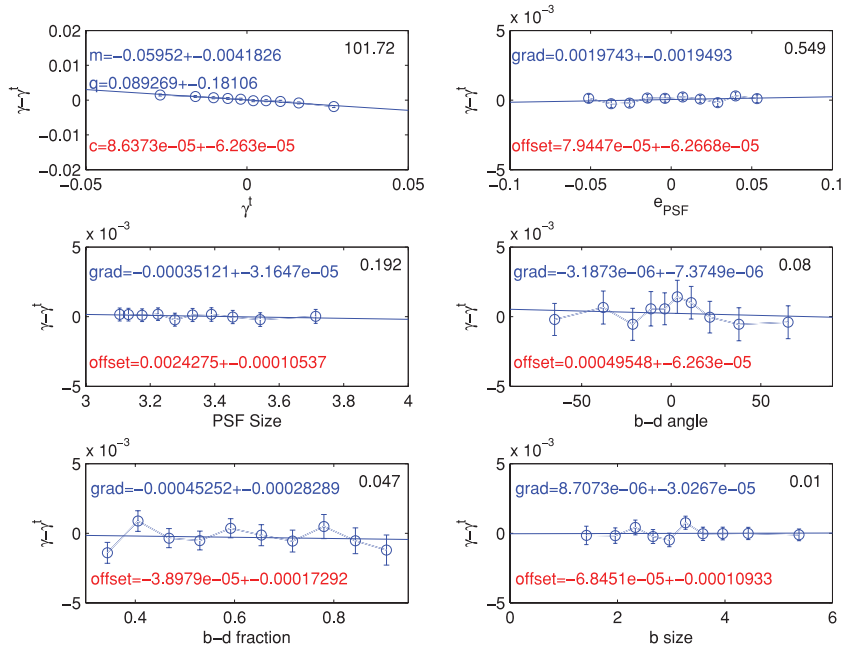 0.02
0.01
0
−0.01
−0.02
γ−γᵗ
m=−0.05952+−0.0041826
101.72
q=0.089269+−0.18106
c=8.6373e−05+−6.263e−05
−0.05
0
0.05
γᵗ
x 10⁻³
5
0
−5
γ−γᵗ
grad=0.0019743+−0.0019493
0.549
offset=7.9447e−05+−6.2668e−05
−0.1
−0.05
0
0.05
0.1
e_PSF
x 10⁻³
5
0
−5
γ−γᵗ
grad=−0.00035121+−3.1647e−05
0.192
offset=0.0024275+−0.00010537
3
3.2
3.4
3.6
3.8
4
PSF Size
x 10⁻³
5
0
−5
γ−γᵗ
grad=−3.1873e−06+−7.3749e−06
0.08
offset=0.00049548+−6.263e−05
−50
0
50
b−d angle
x 10⁻³
5
0
−5
γ−γᵗ
grad=−0.00045252+−0.00028289
0.047
offset=−3.8979e−05+−0.00017292
0.4
0.6
0.8
b−d fraction
x 10⁻³
5
0
−5
γ−γᵗ
grad=8.7073e−06+−3.0267e−05
0.01
offset=−6.8451e−05+−0.00010933
0
2
4
6
b size